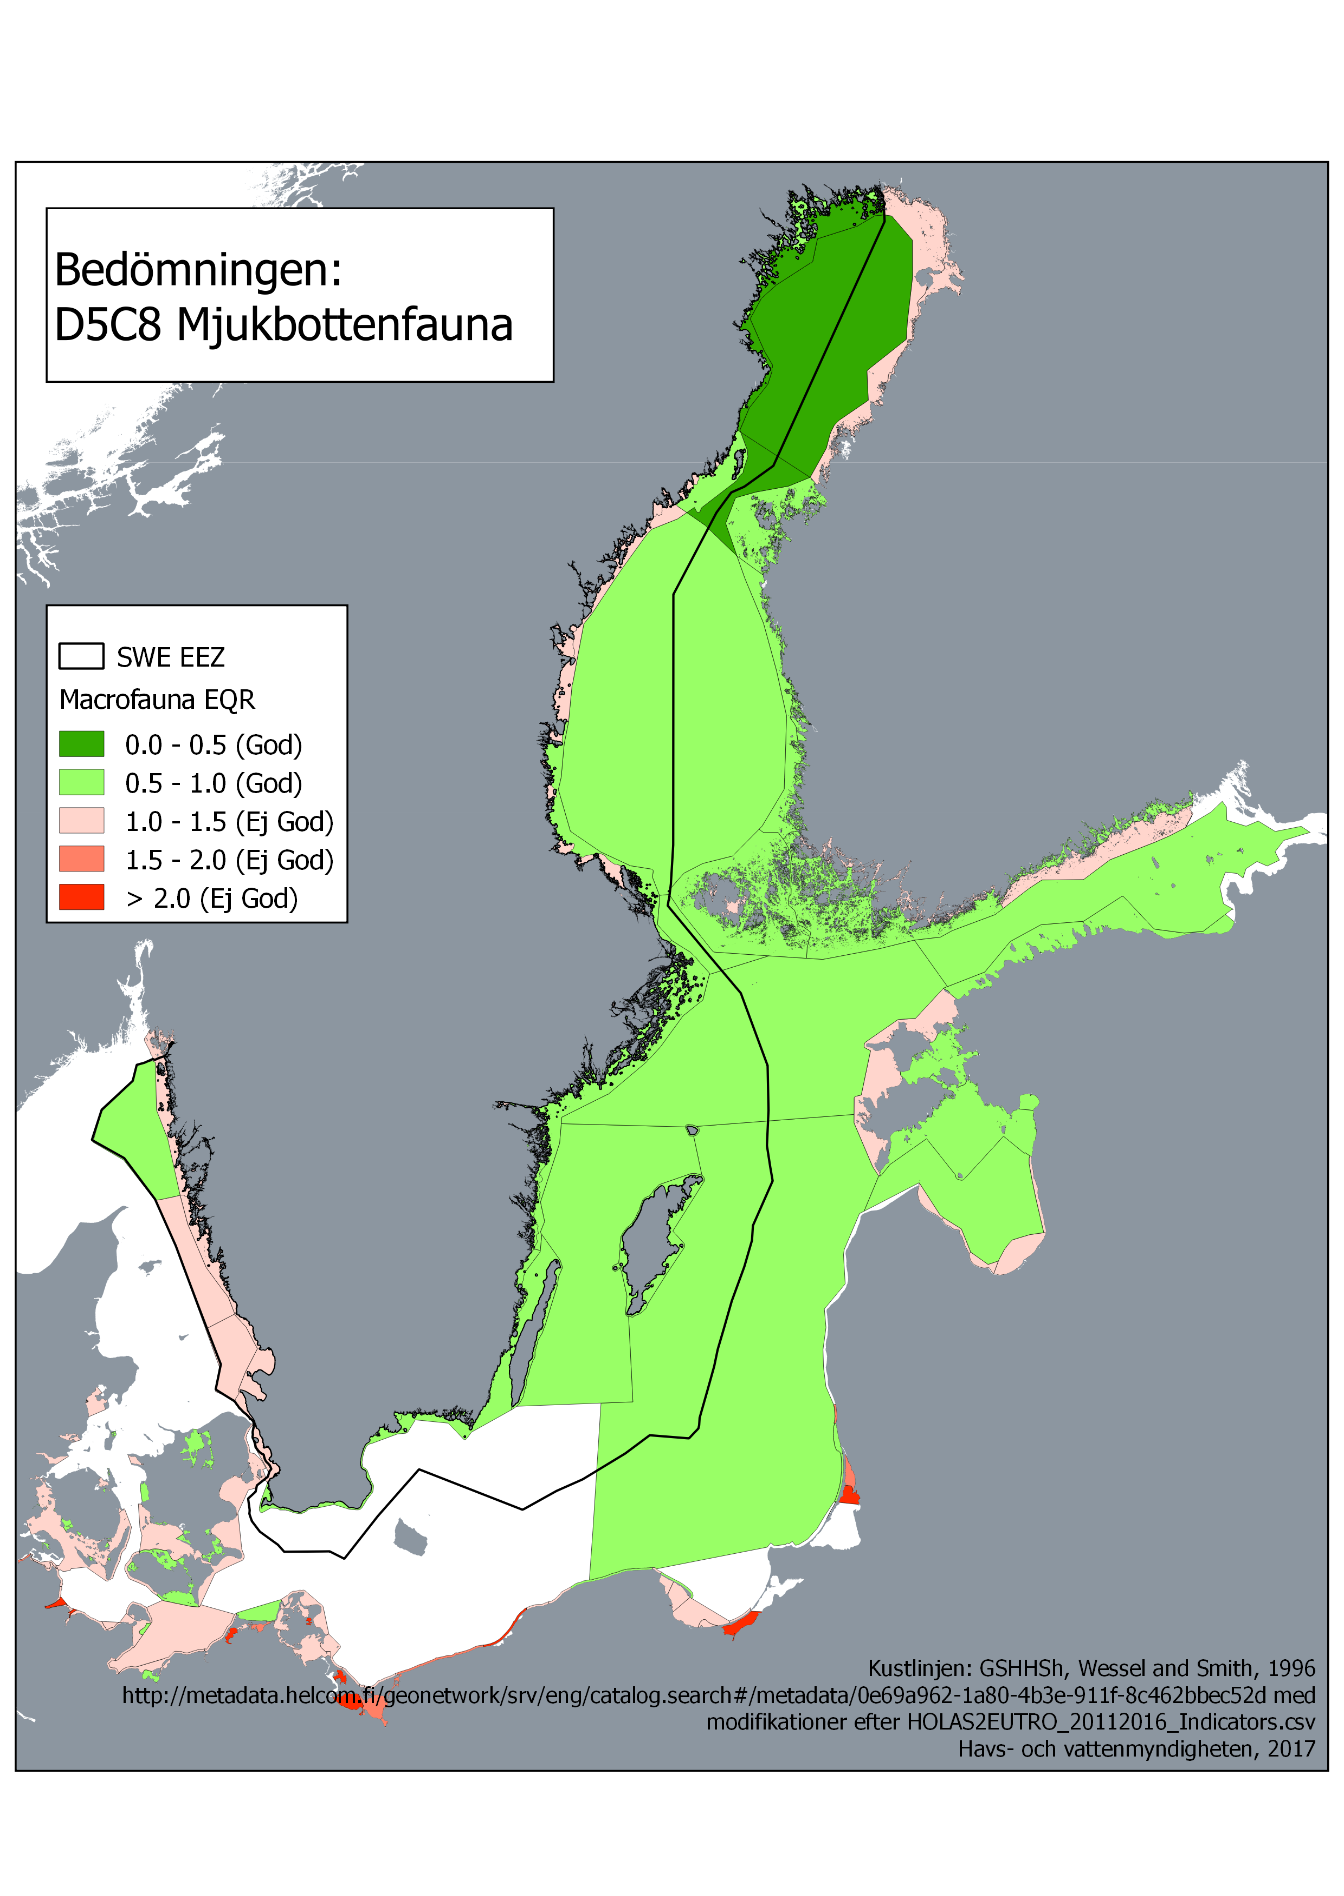 Bedömningen:
D5C8 Mjukbottenfauna
SWE EEZ
Macrofauna EQR
0.0 - 0.5 (God)
0.5 - 1.0 (God)
1.0 - 1.5 (Ej God)
1.5 - 2.0 (Ej God)
> 2.0 (Ej God)
Kustlinjen: GSHHSh, Wessel and Smith, 1996
http://metadata.helcom.fi/geonetwork/srv/eng/catalog.search#/metadata/0e69a962-1a80-4b3e-911f-8c462bbec52d med
modifikationer efter HOLAS2EUTRO_20112016_Indicators.csv
Havs- och vattenmyndigheten, 2017